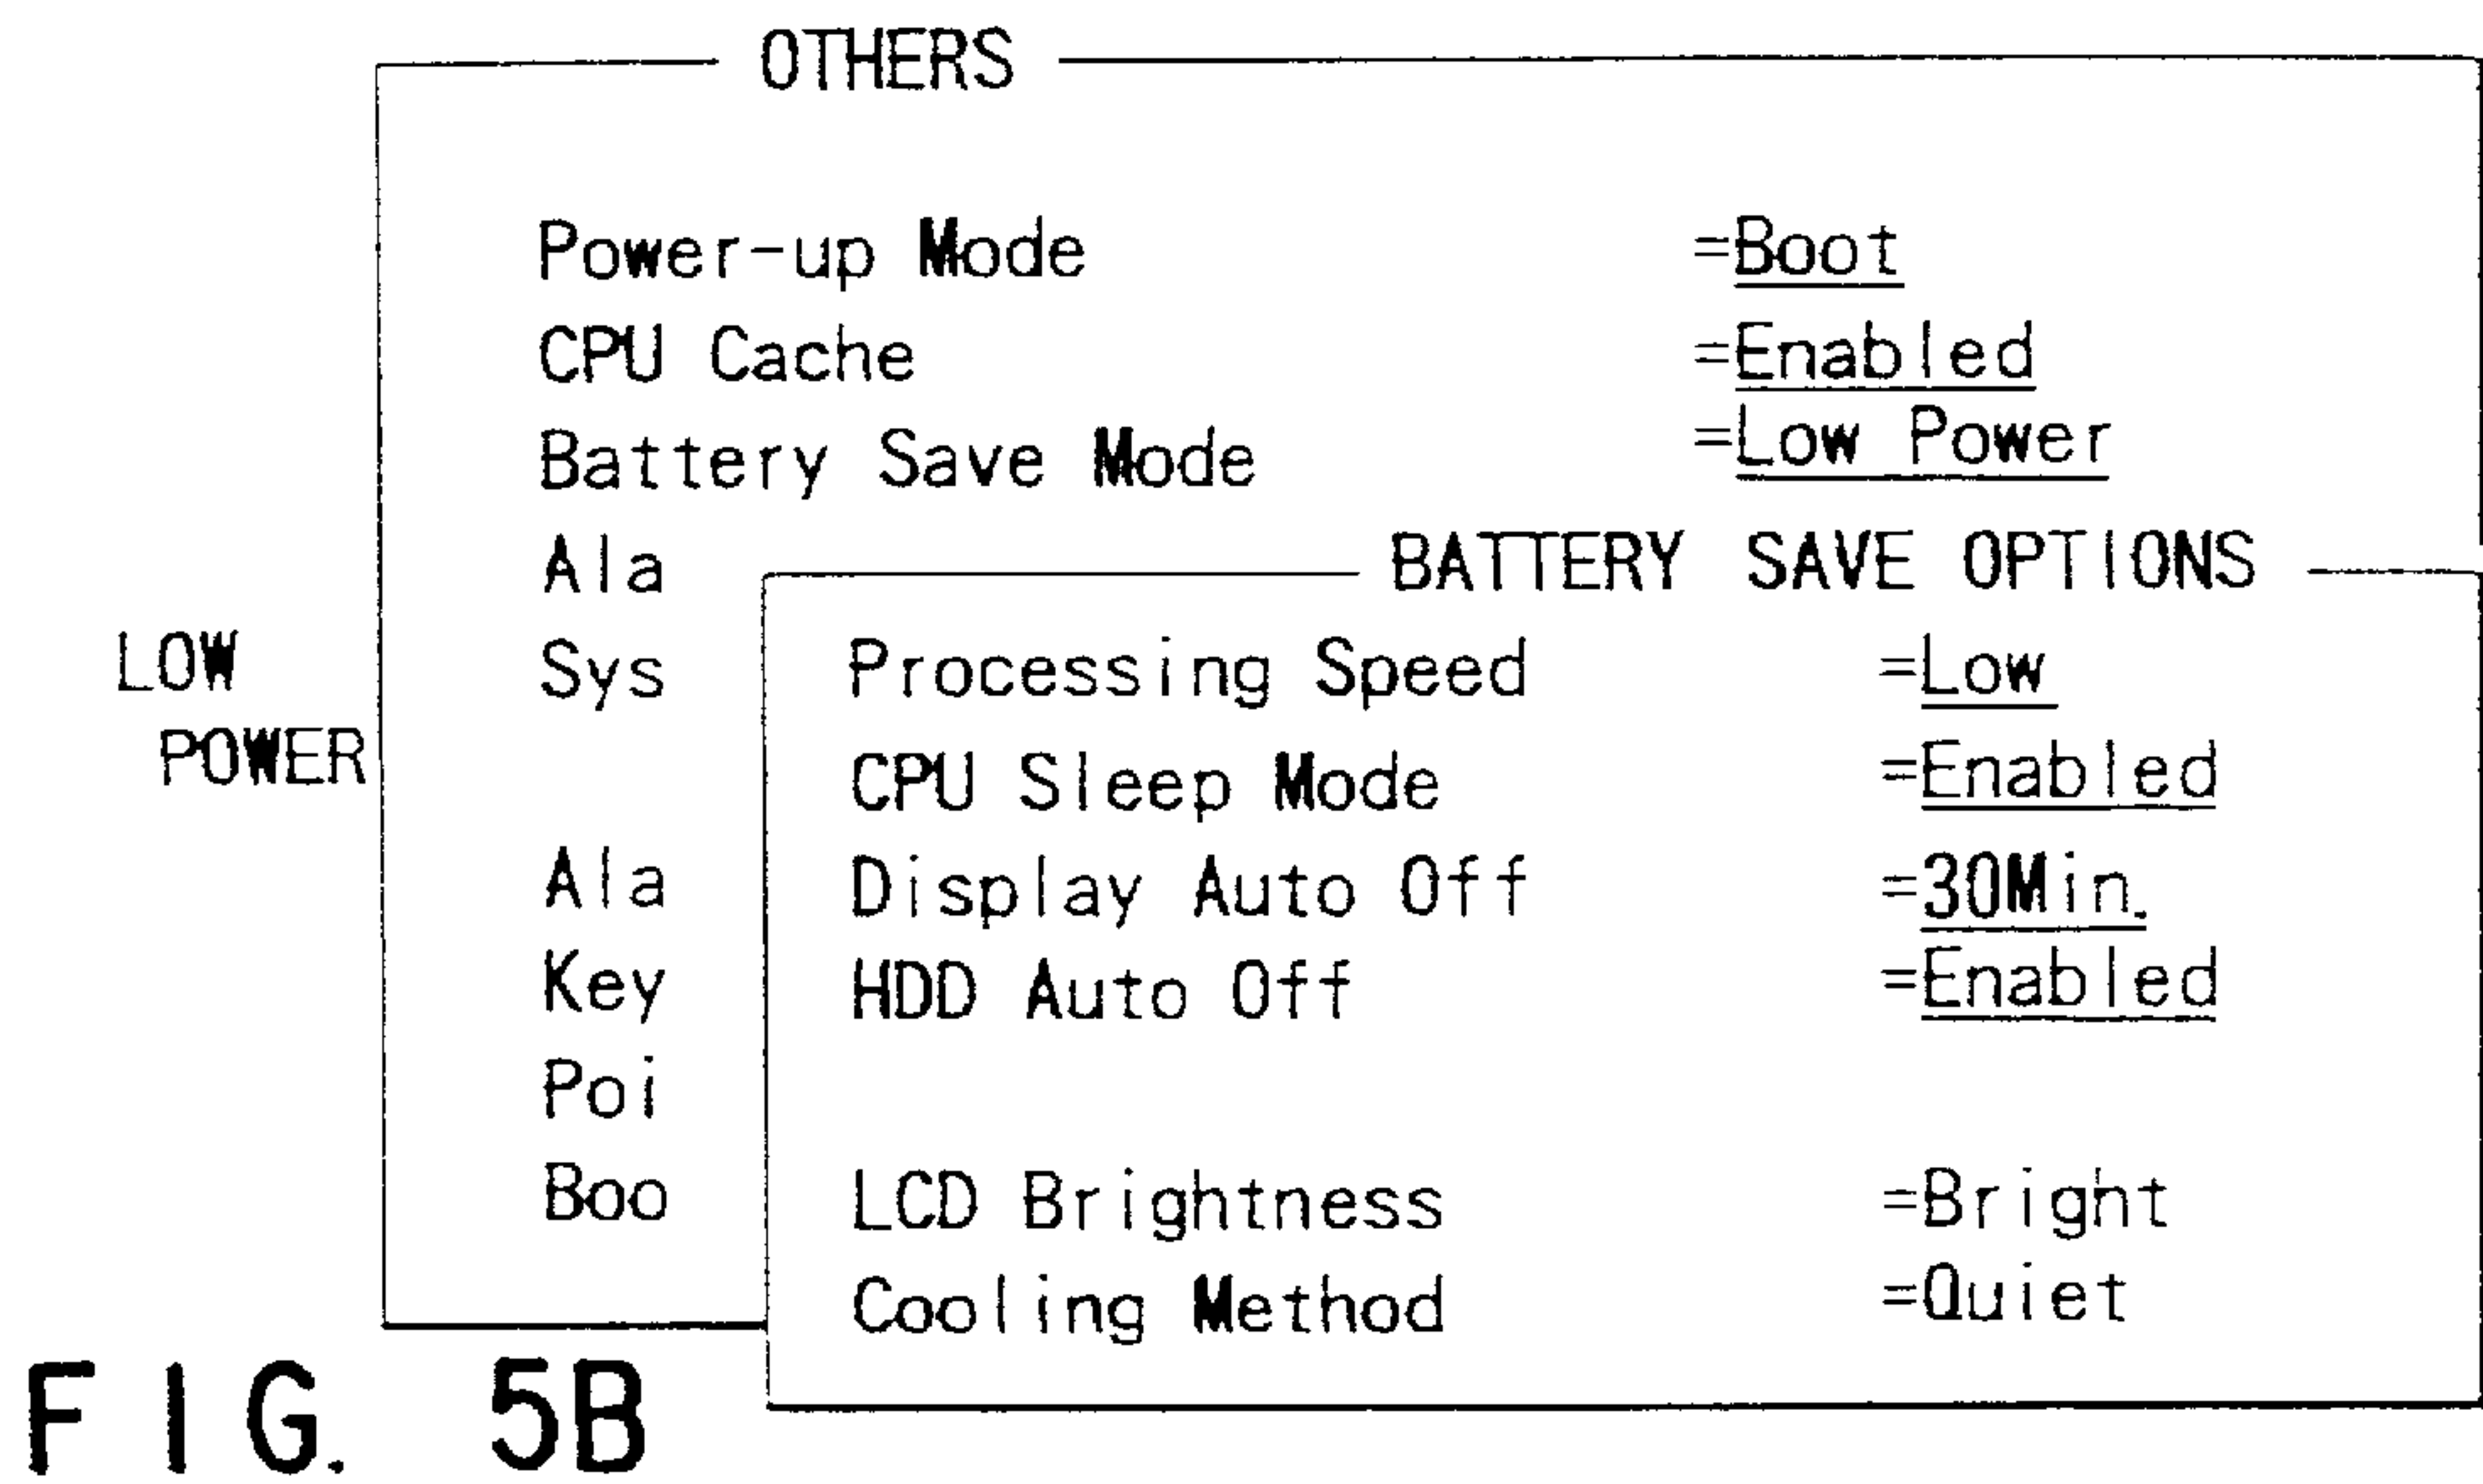 OTHERS
Power-up Mode =Boot
CPU Cache =Enabled
Battery Save Mode =Low Power
Ala
BATTERY SAVE OPTIONS
LOW
POWER
Sys
Processing Speed =Low
CPU Sleep Mode =Enabled
Ala
Display Auto Off =30Min.
Key
HDD Auto Off =Enabled
Poi
Boo
LCD Brightness =Bright
Cooling Method =Quiet
FIG. 5B